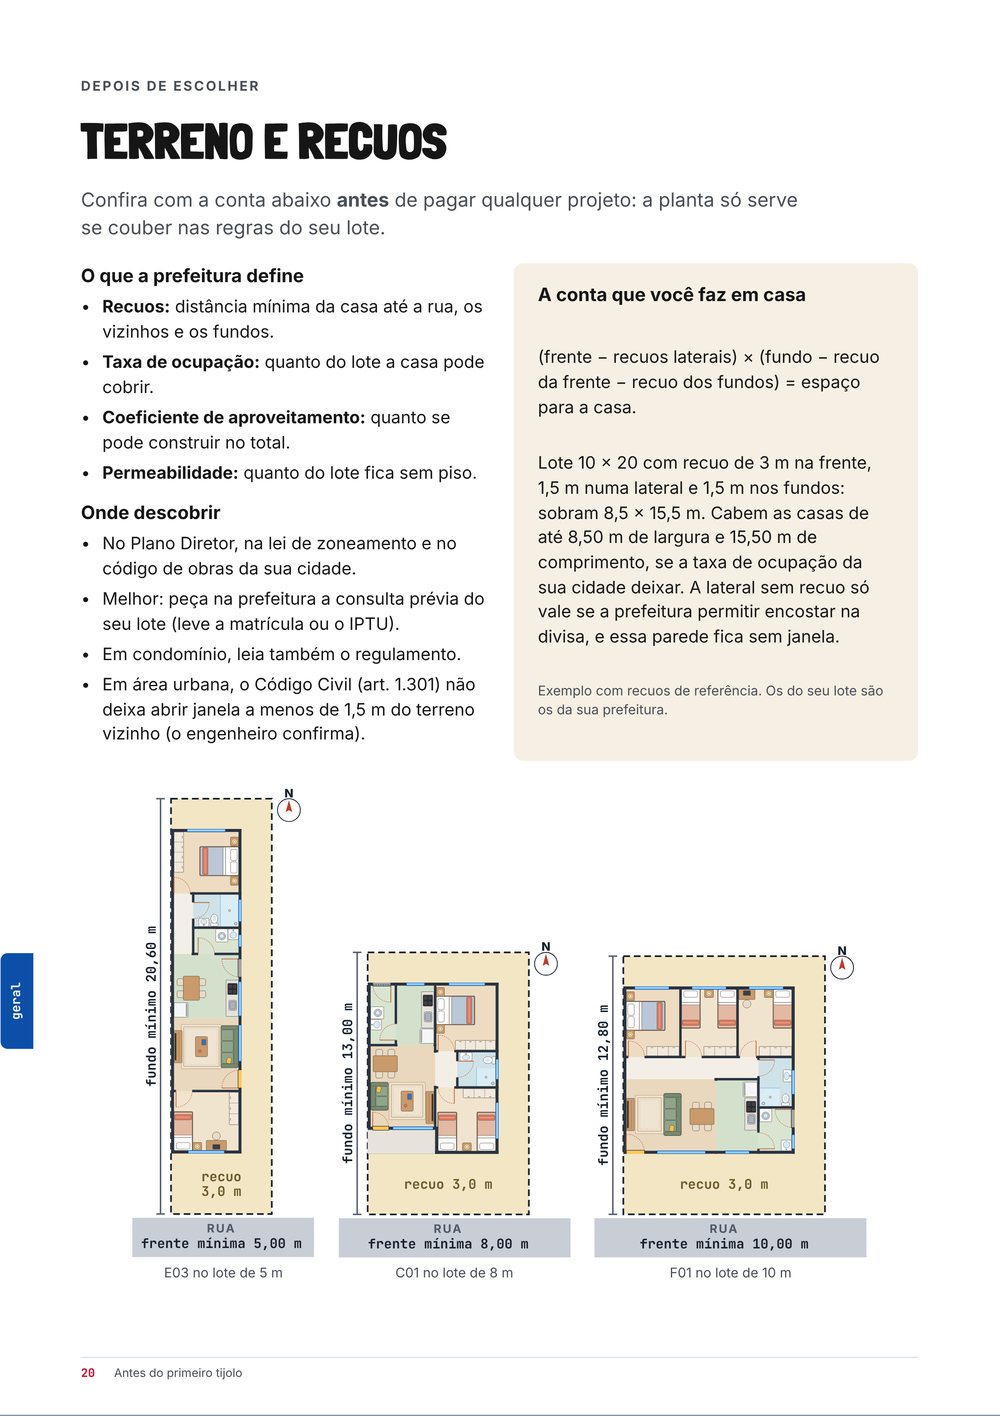 DEPOIS DE ESCOLHER
TERRENO E RECUOS
Confira com a conta abaixo antes de pagar qualquer projeto: a planta só serve
se couber nas regras do seu lote.
O que a prefeitura define
• Recuos: distância mínima da casa até a rua, os
vizinhos e os fundos.
• Taxa de ocupação: quanto do lote a casa pode
cobrir.
• Coeficiente de aproveitamento: quanto se
pode construir no total.
• Permeabilidade: quanto do lote fica sem piso.
Onde descobrir
• No Plano Diretor, na lei de zoneamento e no
código de obras da sua cidade.
• Melhor: peça na prefeitura a consulta prévia do
seu lote (leve a matrícula ou o IPTU).
• Em condomínio, leia também o regulamento.
• Em área urbana, o Código Civil (art. 1.301) não
deixa abrir janela a menos de 1,5 m do terreno
vizinho (o engenheiro confirma).
A conta que você faz em casa
(frente − recuos laterais) × (fundo − recuo
da frente − recuo dos fundos) = espaço
para a casa.
Lote 10 × 20 com recuo de 3 m na frente,
1,5 m numa lateral e 1,5 m nos fundos:
sobram 8,5 × 15,5 m. Cabem as casas de
até 8,50 m de largura e 15,50 m de
comprimento, se a taxa de ocupação da
sua cidade deixar. A lateral sem recuo só
vale se a prefeitura permitir encostar na
divisa, e essa parede fica sem janela.
Exemplo com recuos de referência. Os do seu lote são
os da sua prefeitura.
N
fundo mínimo 20,60 m
recuo
3,0 m
RUA
frente mínima 5,00 m
E03 no lote de 5 m
N
fundo mínimo 13,00 m
recuo 3,0 m
RUA
frente mínima 8,00 m
C01 no lote de 8 m
N
fundo mínimo 12,80 m
recuo 3,0 m
RUA
frente mínima 10,00 m
F01 no lote de 10 m
geral
20 Antes do primeiro tijolo